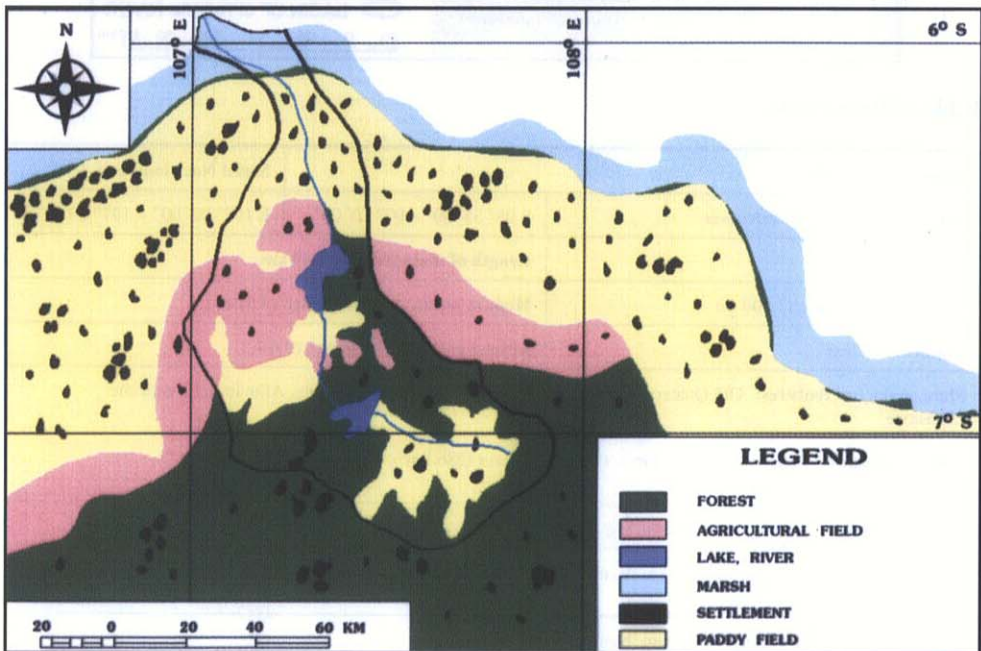 N
107° E
108° E
6° S
7° S
LEGEND
FOREST
AGRICULTURAL FIELD
LAKE, RIVER
MARSH
SETTLEMENT
PADDY FIELD
20 0 20 40 60 KM